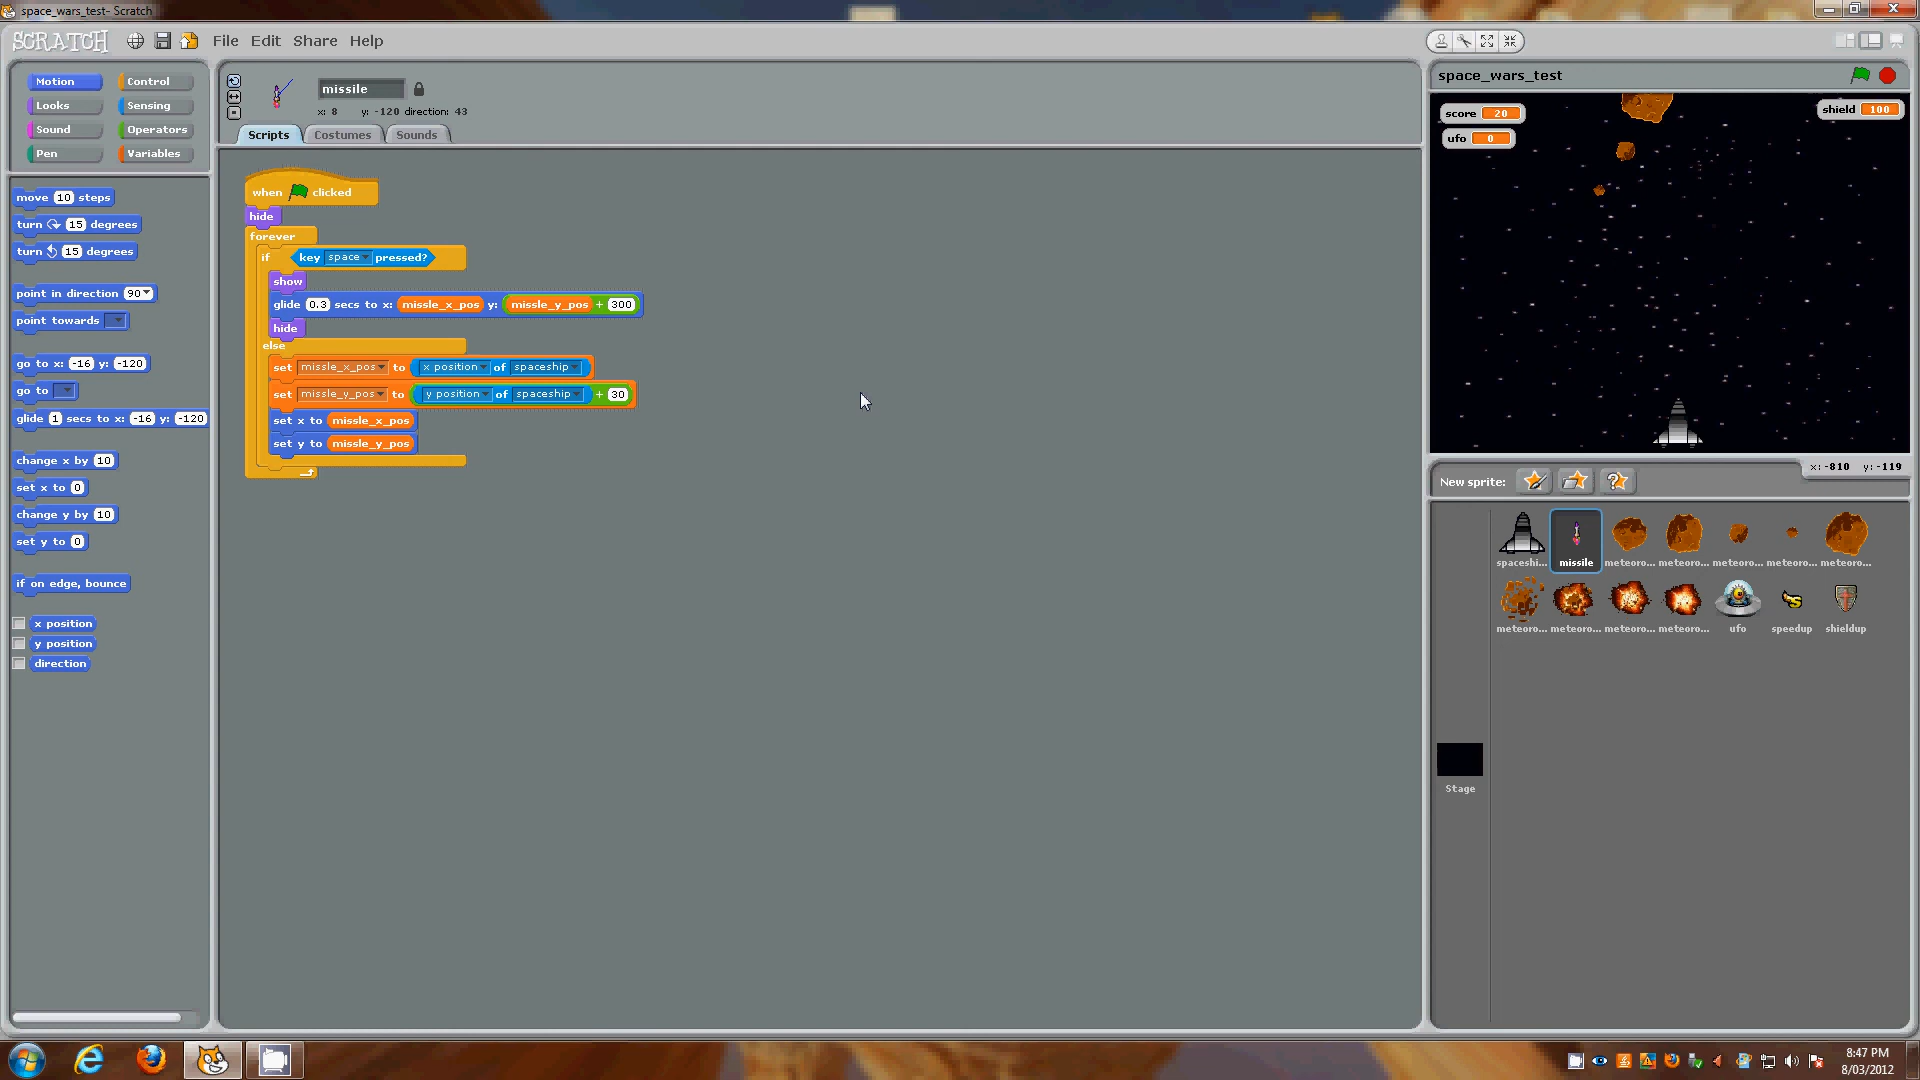 space_wars_test- Scratch
SCRATCH File Edit Share Help
Motion Control
Looks Sensing
Sound Operators
Pen Variables
move 10 steps
turn 15 degrees
turn 15 degrees
point in direction 90
point towards
go to x: -16 y: -120
go to
glide 1 secs to x: -16 y: -120
change x by 10
set x to 0
change y by 10
set y to 0
if on edge, bounce
x position
y position
direction
missile
x: 8 y: -120 direction: 43
Scripts Costumes Sounds
when clicked
hide
forever
if key space pressed?
show
glide 0.3 secs to x: missle_x_pos y: missle_y_pos + 300
hide
else
set missle_x_pos to x position of spaceship
set missle_y_pos to y position of spaceship + 30
set x to missle_x_pos
set y to missle_y_pos
space_wars_test
score 20
shield 100
ufo 0
x: -810 y: -119
New sprite:
spaceshi... missile meteoro... meteoro... meteoro... meteoro... meteoro...
meteoro... meteoro... meteoro... meteoro... ufo speedup shieldup
Stage
8:47 PM
8/03/2012